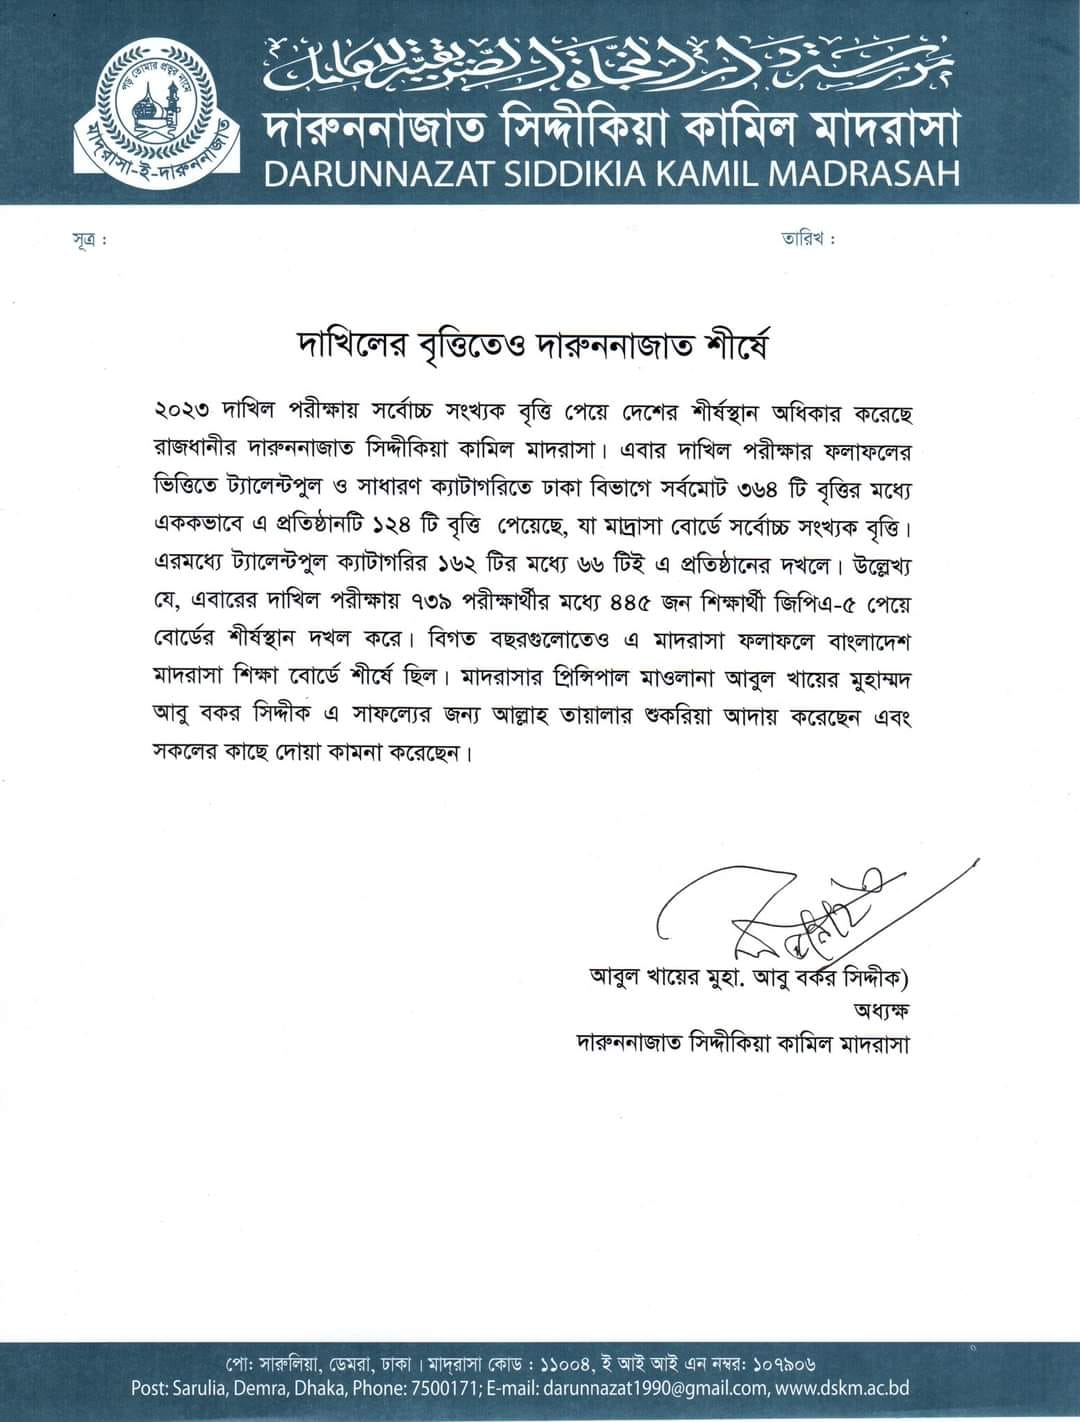 مدرسة دار النجاة الصديقية الكامل
পড় তোমার প্রভুর নামে
মাদ্‌রাসা-ই-দারুননাজাত
দারুননাজাত সিদ্দীকিয়া কামিল মাদরাসা
DARUNNAZAT SIDDIKIA KAMIL MADRASAH
সূত্র :
তারিখ :
দাখিলের বৃত্তিতেও দারুননাজাত শীর্ষে
২০২৩ দাখিল পরীক্ষায় সর্বোচ্চ সংখ্যক বৃত্তি পেয়ে দেশের শীর্ষস্থান অধিকার করেছে
রাজধানীর দারুননাজাত সিদ্দীকিয়া কামিল মাদরাসা। এবার দাখিল পরীক্ষার ফলাফলের
ভিত্তিতে ট্যালেন্টপুল ও সাধারণ ক্যাটাগরিতে ঢাকা বিভাগে সর্বমোট ৩৬৪ টি বৃত্তির মধ্যে
এককভাবে এ প্রতিষ্ঠানটি ১২৪ টি বৃত্তি পেয়েছে, যা মাদ্রাসা বোর্ডে সর্বোচ্চ সংখ্যক বৃত্তি।
এরমধ্যে ট্যালেন্টপুল ক্যাটাগরির ১৬২ টির মধ্যে ৬৬ টিই এ প্রতিষ্ঠানের দখলে। উল্লেখ্য
যে, এবারের দাখিল পরীক্ষায় ৭৩৯ পরীক্ষার্থীর মধ্যে ৪৪৫ জন শিক্ষার্থী জিপিএ-৫ পেয়ে
বোর্ডের শীর্ষস্থান দখল করে। বিগত বছরগুলোতেও এ মাদরাসা ফলাফলে বাংলাদেশ
মাদরাসা শিক্ষা বোর্ডে শীর্ষে ছিল। মাদরাসার প্রিন্সিপাল মাওলানা আবুল খায়ের মুহাম্মদ
আবু বকর সিদ্দীক এ সাফল্যের জন্য আল্লাহ তায়ালার শুকরিয়া আদায় করেছেন এবং
সকলের কাছে দোয়া কামনা করেছেন।
আবুল খায়ের মুহা. আবু বকর সিদ্দীক)
অধ্যক্ষ
দারুননাজাত সিদ্দীকিয়া কামিল মাদরাসা
পো: সারুলিয়া, ডেমরা, ঢাকা । মাদ্‌রাসা কোড : ১১০০৪, ই আই আই এন নম্বর: ১০৭৯০৬
Post: Sarulia, Demra, Dhaka, Phone: 7500171; E-mail: darunnazat1990@gmail.com, www.dskm.ac.bd